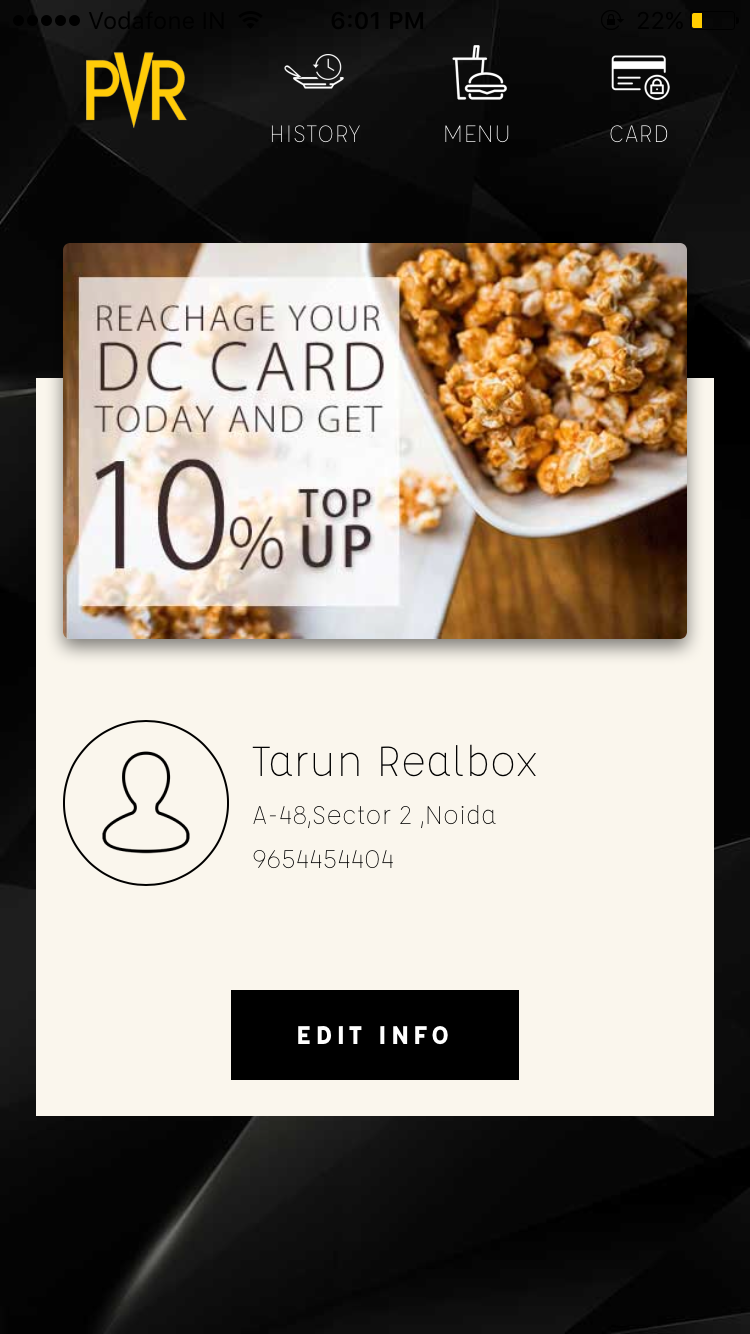 Vodafone IN 6:01 PM 22%
PVR
HISTORY MENU CARD
REACHAGE YOUR
DC CARD
TODAY AND GET
10% TOP UP
Tarun Realbox
A-48,Sector 2 ,Noida
9654454404
EDIT INFO